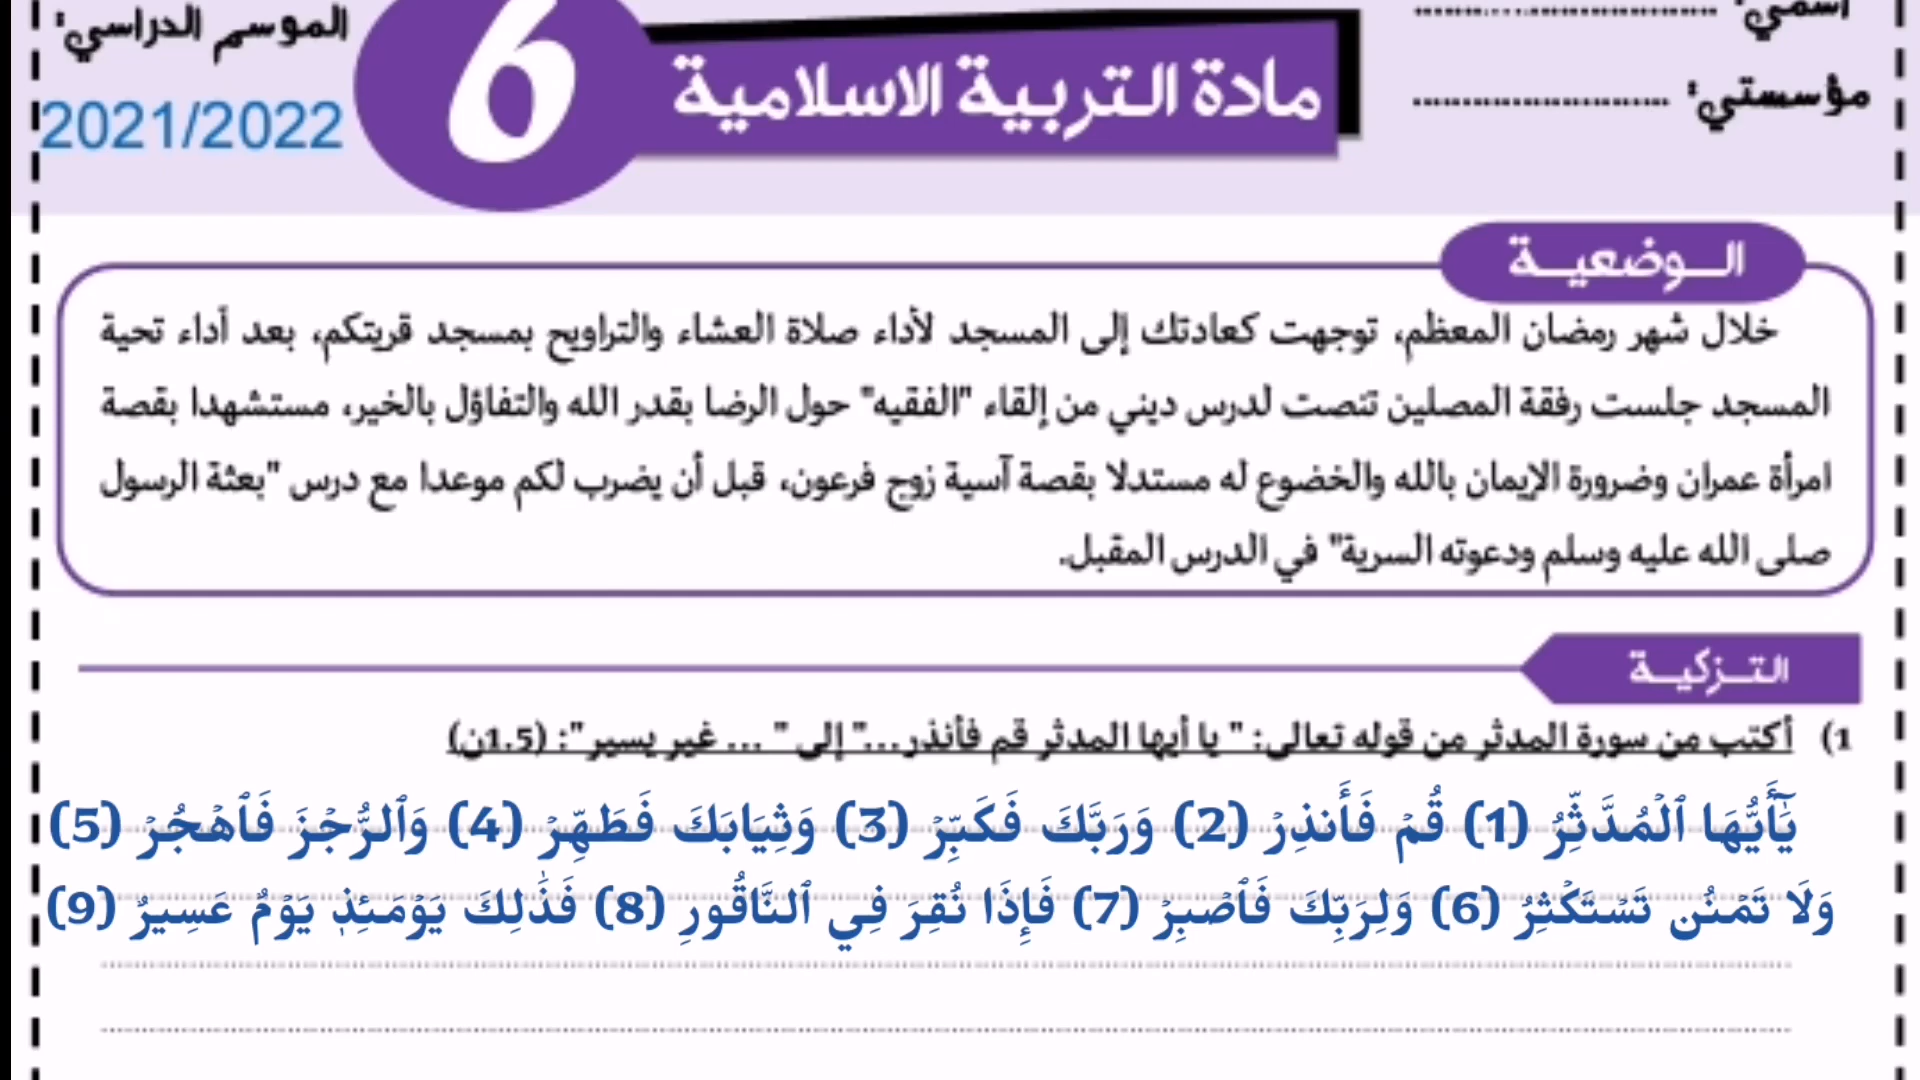 اسمي: ........................
مؤسستي: ........................
مادة التربية الاسلامية
6
الموسم الدراسي:
2021/2022
الـوضعيـة
خلال شهر رمضان المعظم، توجهت كعادتك إلى المسجد لأداء صلاة العشاء والتراويح بمسجد قريتكم، بعد أداء تحية
المسجد جلست رفقة المصلين تنصت لدرس ديني من إلقاء "الفقيه" حول الرضا بقدر الله والتفاؤل بالخير، مستشهدا بقصة
امرأة عمران وضرورة الإيمان بالله والخضوع له مستدلا بقصة آسية زوج فرعون، قبل أن يضرب لكم موعدا مع درس "بعثة الرسول
صلى الله عليه وسلم ودعوته السرية" في الدرس المقبل.
التـزكيـة
1) أكتب من سورة المدثر من قوله تعالى: " يا أيها المدثر قم فأنذر..." إلى " ... غير يسير": (1.5ن)
يَٰٓأَيُّهَا ٱلۡمُدَّثِّرُ (1) قُمۡ فَأَنذِرۡ (2) وَرَبَّكَ فَكَبِّرۡ (3) وَثِيَابَكَ فَطَهِّرۡ (4) وَٱلرُّجۡزَ فَٱهۡجُرۡ (5)
وَلَا تَمۡنُن تَسۡتَكۡثِرُ (6) وَلِرَبِّكَ فَٱصۡبِرۡ (7) فَإِذَا نُقِرَ فِي ٱلنَّاقُورِ (8) فَذَٰلِكَ يَوۡمَئِذٖ يَوۡمٌ عَسِيرٌ (9)